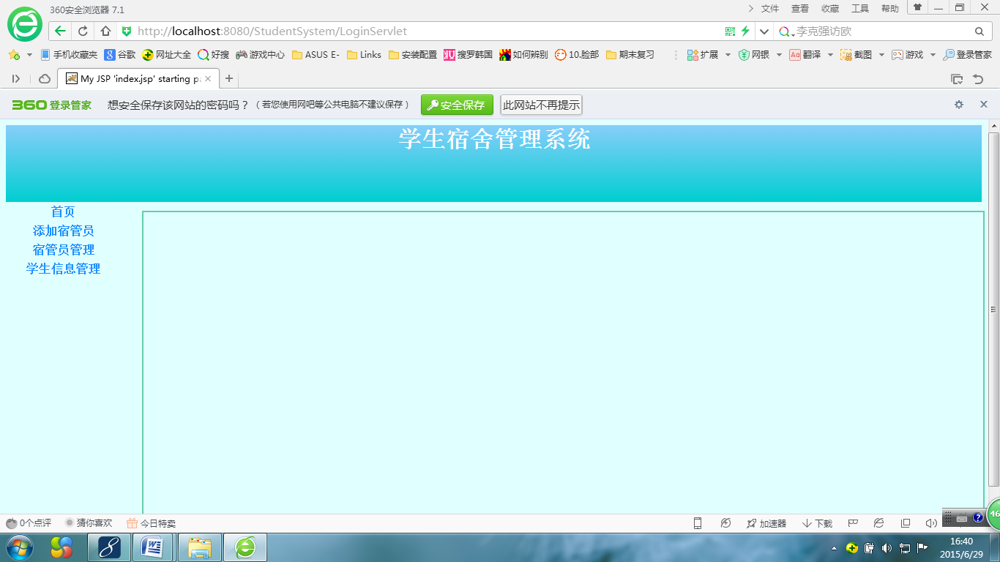 360安全浏览器 7.1
文件 查看 收藏 工具 帮助
http://localhost:8080/StudentSystem/LoginServlet
李克强访欧
手机收藏夹 谷歌 网址大全 好搜 游戏中心 ASUS E- Links 安装配置 搜罗韩国 如何辨别 10.脸部 期末复习 扩展 网银 Aa 翻译 截图 游戏 登录管家
My JSP 'index.jsp' starting pa
360 登录管家 想安全保存该网站的密码吗？（若您使用网吧等公共电脑不建议保存） 安全保存 此网站不再提示
学生宿舍管理系统
首页
添加宿管员
宿管员管理
学生信息管理
0个点评 猜你喜欢 今日特卖 加速器 下载
46
16:40
2015/6/29